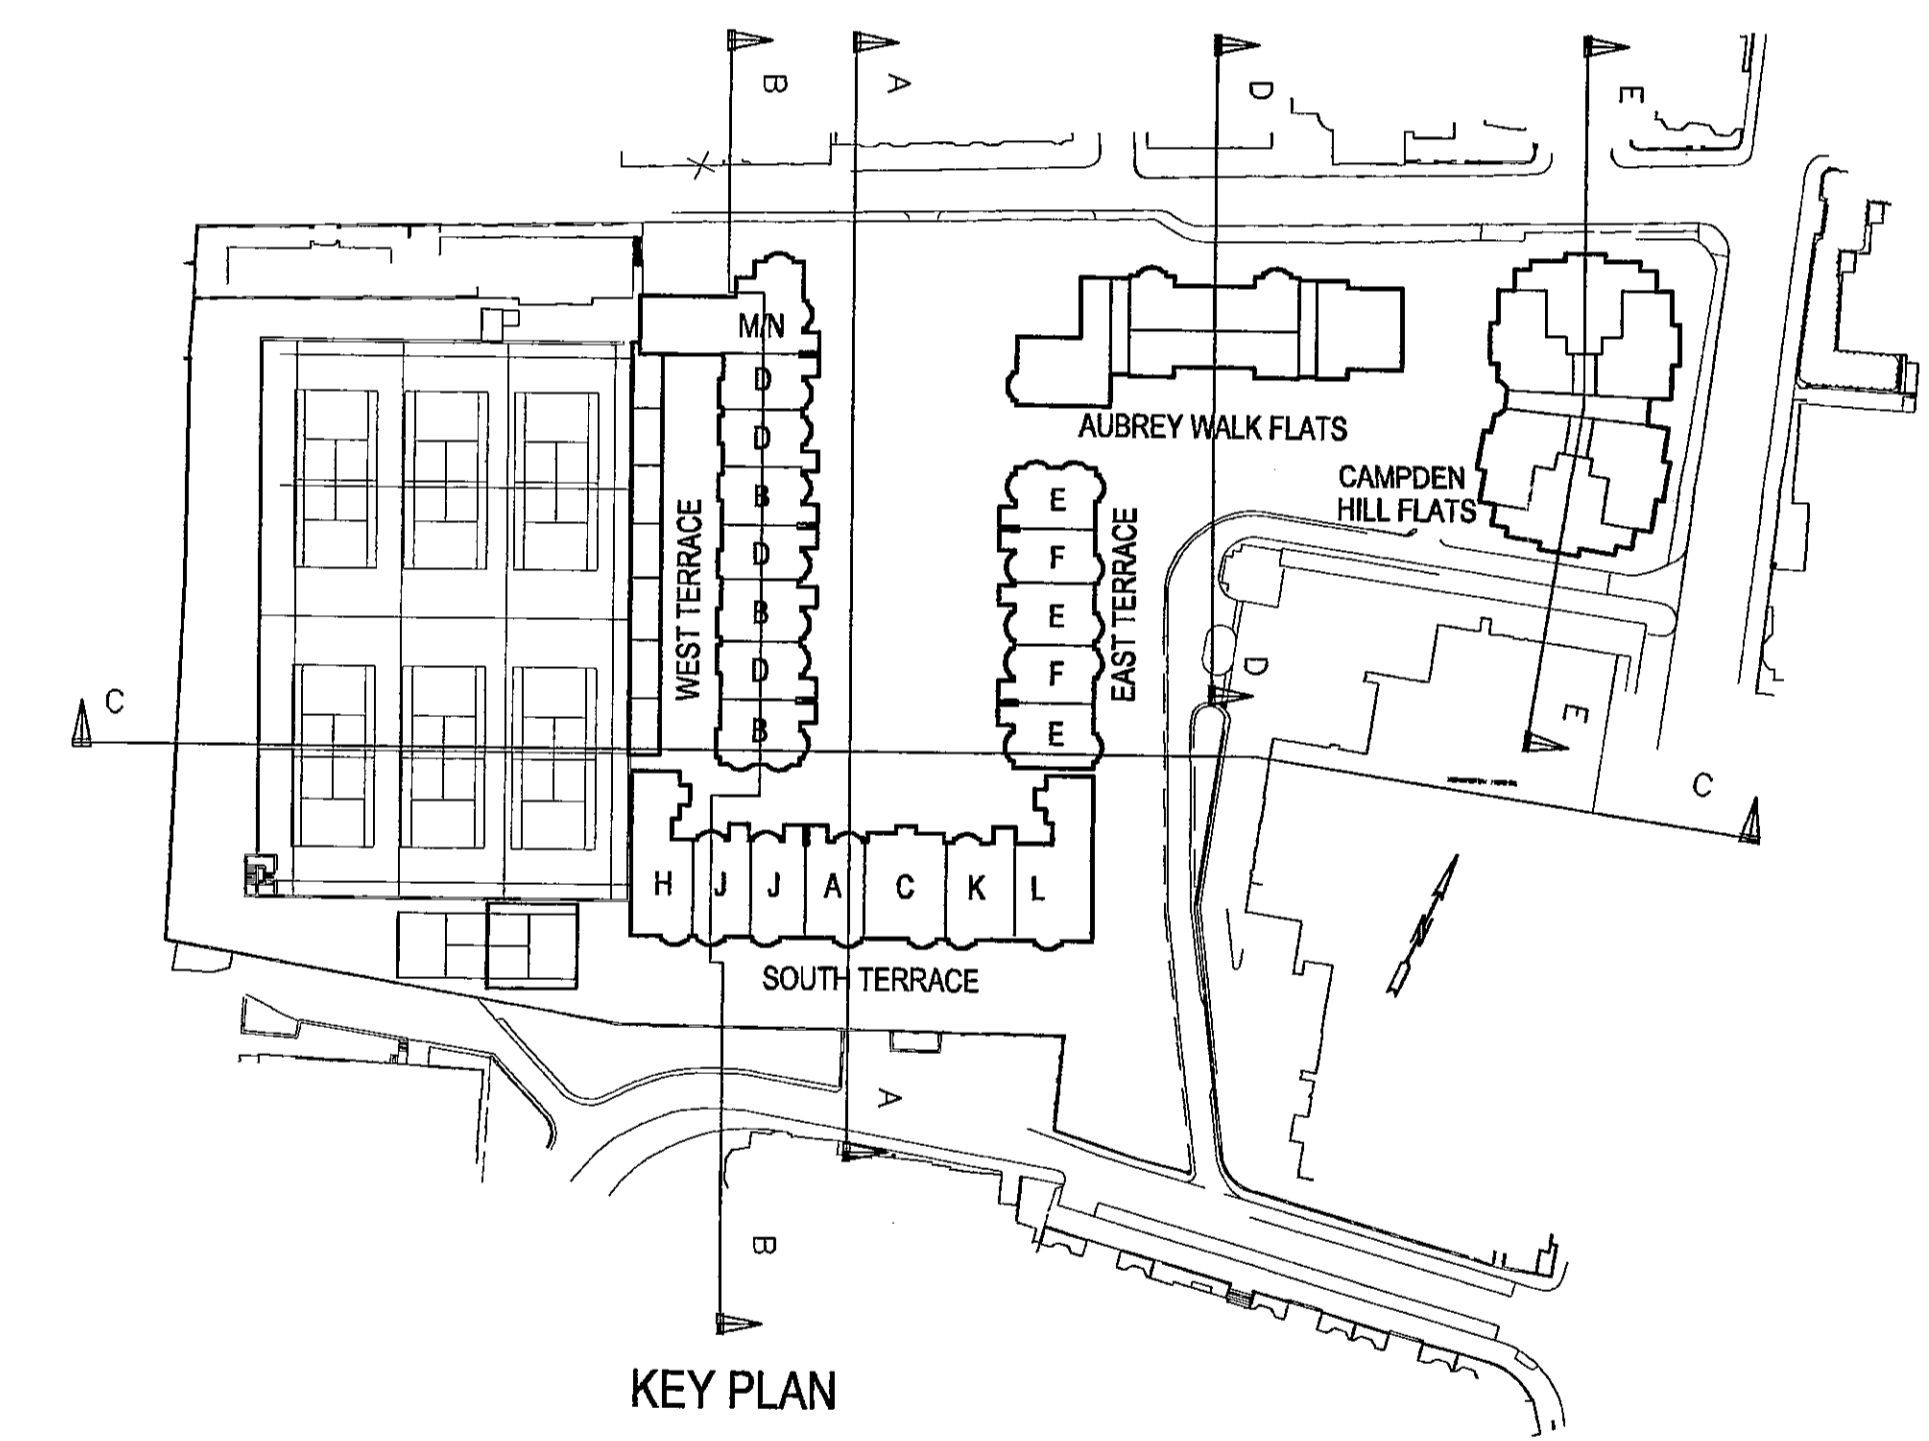 B
A
D
E
M/N
D
D
B
D
B
D
B
WEST TERRACE
AUBREY WALK FLATS
CAMPDEN
HILL FLATS
E
F
E
F
E
EAST TERRACE
D
E
C
C
H J J A C K L
SOUTH TERRACE
N
A
B
KEY PLAN